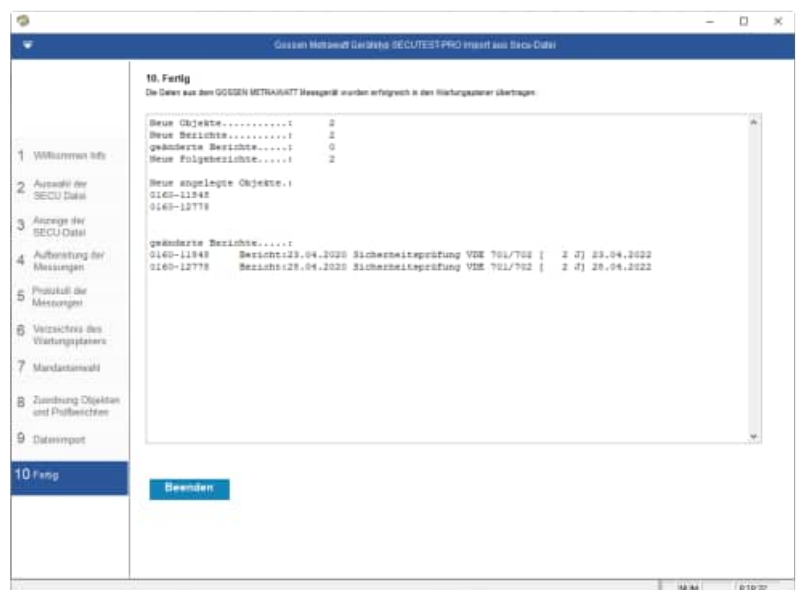 Gossen Metrawatt Gerätetyp SECUTEST-PRO Import aus Secu-Datei
10. Fertig
Die Daten aus dem GOSSEN METRAWATT Messgerät wurden erfolgreich in den Wartungsplaner übertragen
Neue Objekte...........: 2
Neue Berichte..........: 2
geänderte Berichte.....: 0
Neue Folgeberichte.....: 2
Neue angelegte Objekte.:
0160-11848
0160-12778
geänderte Berichte.....:
0160-11848 Bericht:23.04.2020 Sicherheitsprüfung VDE 701/702 [ 2 J] 23.04.2022
0160-12778 Bericht:28.04.2020 Sicherheitsprüfung VDE 701/702 [ 2 J] 28.04.2022
1 Willkommen Info
2 Auswahl der
SECU Datei
3 Anzeige der
SECU-Datei
4 Aufbereitung der
Messungen
5 Protokoll der
Messungen
6 Verzeichnis des
Wartungsplaners
7 Mandantenwahl
8 Zuordnung Objekten
und Prüfberichten
9 Datenimport
10 Fertig
Beenden
NUM